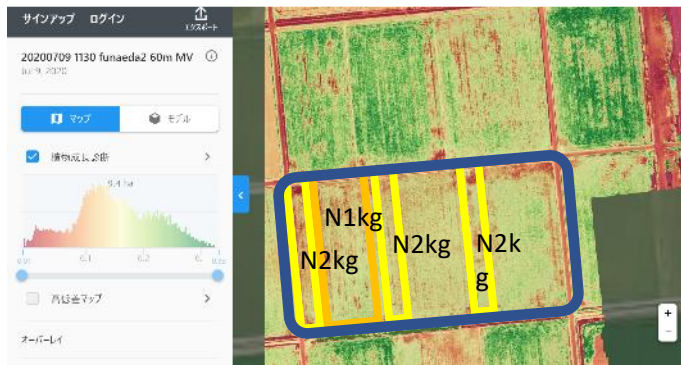 サインアップ ログイン
エクスポート
20200709 1130 funaeda2 60m MV
Jul 9, 2020
マップ
モデル
植物成長診断
9.4 ha
0.01 0.1 0.2
高低差マップ
オーバーレイ
N1kg
N2kg
N2kg
N2k
g
+
-